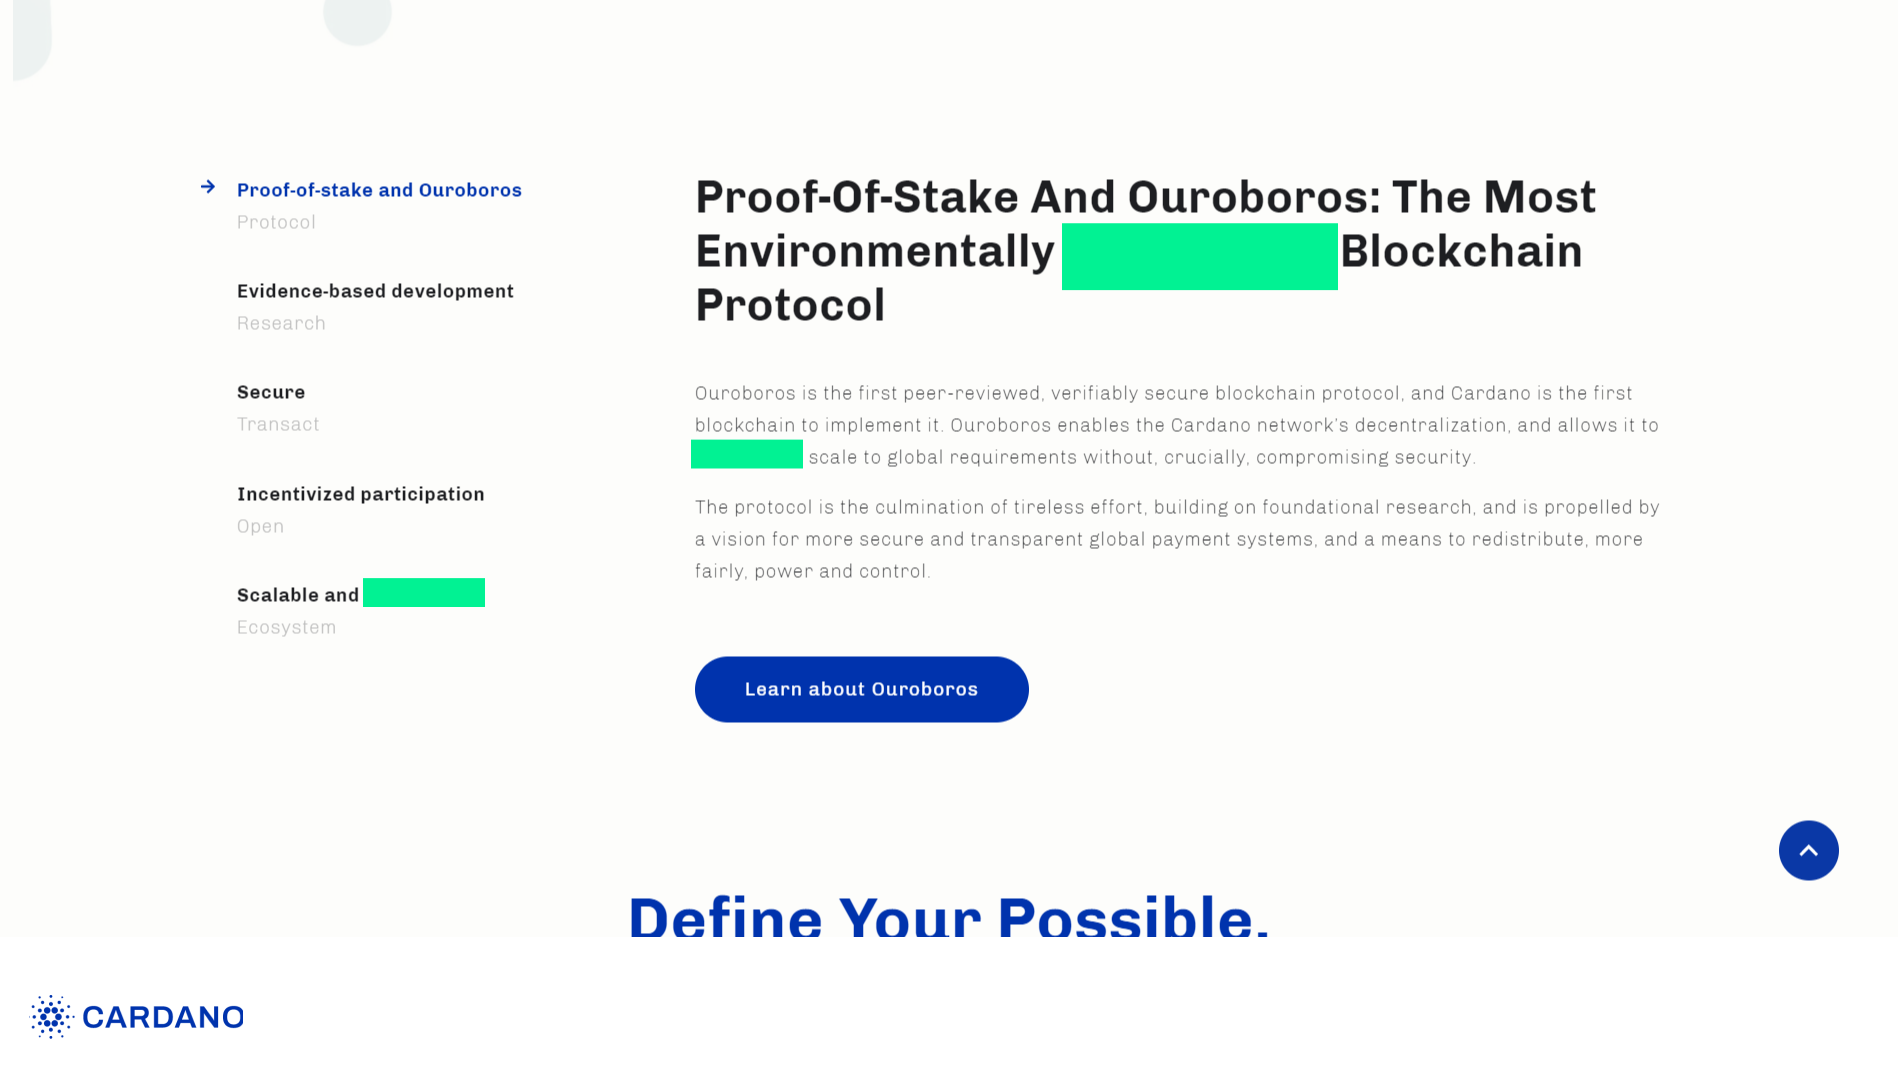 Proof-of-stake and Ouroboros
Protocol
Evidence-based development
Research
Secure
Transact
Incentivized participation
Open
Scalable and
Ecosystem
Proof-Of-Stake And Ouroboros: The Most
Environmentally Blockchain
Protocol
Ouroboros is the first peer-reviewed, verifiably secure blockchain protocol, and Cardano is the first
blockchain to implement it. Ouroboros enables the Cardano network’s decentralization, and allows it to
scale to global requirements without, crucially, compromising security.
The protocol is the culmination of tireless effort, building on foundational research, and is propelled by
a vision for more secure and transparent global payment systems, and a means to redistribute, more
fairly, power and control.
Learn about Ouroboros
Define Your Possible.
CARDANO